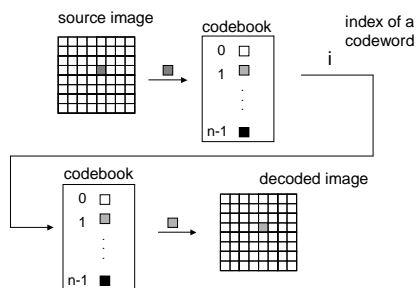 source image
codebook
index of a
codeword
0
1
.
.
.
n-1
i
codebook
decoded image
0
1
.
.
.
n-1